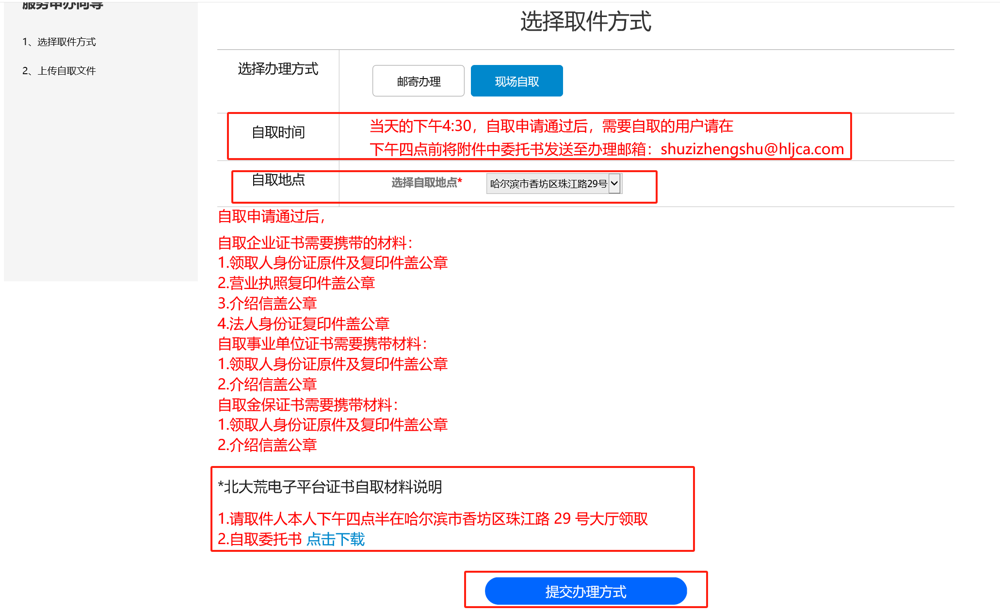 服务申办向导
1、选择取件方式
2、上传自取文件
选择取件方式
选择办理方式
邮寄办理
现场自取
自取时间
当天的下午4:30，自取申请通过后，需要自取的用户请在
下午四点前将附件中委托书发送至办理邮箱：shuzizhengshu@hljca.com
自取地点
选择自取地点*
哈尔滨市香坊区珠江路29号
自取申请通过后，
自取企业证书需要携带的材料：
1.领取人身份证原件及复印件盖公章
2.营业执照复印件盖公章
3.介绍信盖公章
4.法人身份证复印件盖公章
自取事业单位证书需要携带材料：
1.领取人身份证原件及复印件盖公章
2.介绍信盖公章
自取金保证书需要携带材料：
1.领取人身份证原件及复印件盖公章
2.介绍信盖公章
*北大荒电子平台证书自取材料说明
1.请取件人本人下午四点半在哈尔滨市香坊区珠江路 29 号大厅领取
2.自取委托书 点击下载
提交办理方式